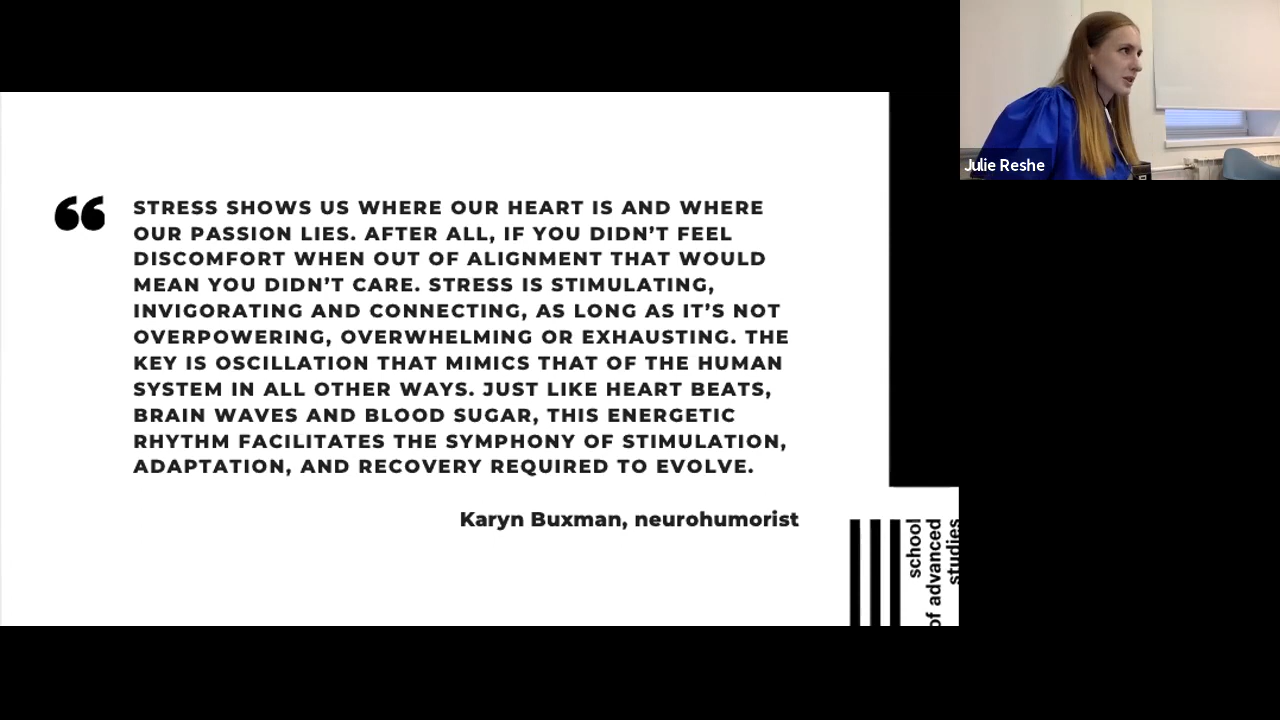 Julie Reshe
❝
STRESS SHOWS US WHERE OUR HEART IS AND WHERE
OUR PASSION LIES. AFTER ALL, IF YOU DIDN’T FEEL
DISCOMFORT WHEN OUT OF ALIGNMENT THAT WOULD
MEAN YOU DIDN’T CARE. STRESS IS STIMULATING,
INVIGORATING AND CONNECTING, AS LONG AS IT’S NOT
OVERPOWERING, OVERWHELMING OR EXHAUSTING. THE
KEY IS OSCILLATION THAT MIMICS THAT OF THE HUMAN
SYSTEM IN ALL OTHER WAYS. JUST LIKE HEART BEATS,
BRAIN WAVES AND BLOOD SUGAR, THIS ENERGETIC
RHYTHM FACILITATES THE SYMPHONY OF STIMULATION,
ADAPTATION, AND RECOVERY REQUIRED TO EVOLVE.
Karyn Buxman, neurohumorist
school
of advanced
studies